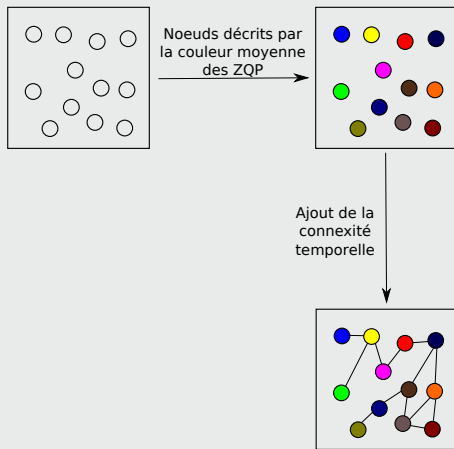 Noeuds décrits par
la couleur moyenne
des ZQP
Ajout de la
connexité
temporelle